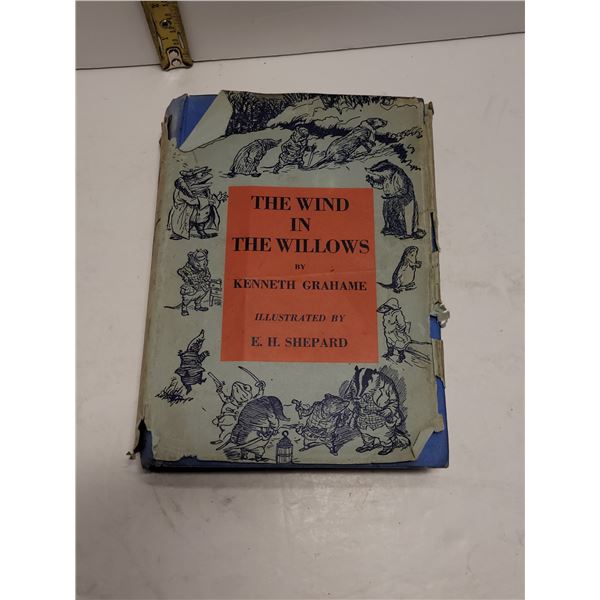 THE WIND
IN
THE WILLOWS
BY
KENNETH GRAHAME
ILLUSTRATED BY
E. H. SHEPARD